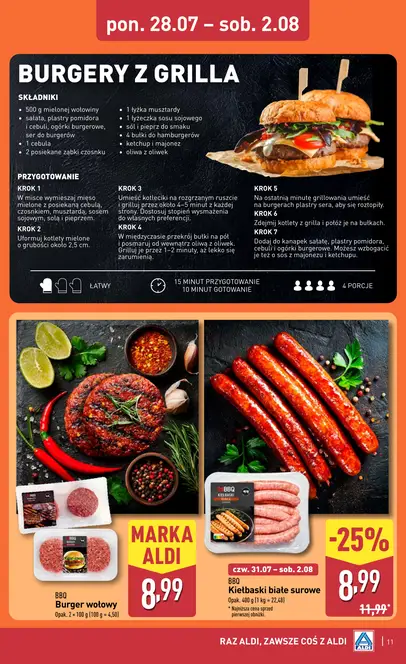 pon. 28.07 – sob. 2.08
BURGERY Z GRILLA
SKŁADNIKI
• 500 g mielonej wołowiny
• sałata, plastry pomidora
i cebuli, ogórki burgerowe,
ser do burgerów
• 1 cebula
• 2 posiekane ząbki czosnku
• 1 łyżka musztardy
• 1 łyżeczka sosu sojowego
• sól i pieprz do smaku
• 4 bułki do hamburgerów
• ketchup i majonez
• oliwa z oliwek
PRZYGOTOWANIE
KROK 1
W misce wymieszaj mięso
mielone z posiekaną cebulą,
czosnkiem, musztardą, sosem
sojowym, solą i pieprzem.
KROK 2
Uformuj kotlety mielone
o grubości około 2,5 cm.
KROK 3
Umieść kotleciki na rozgrzanym ruszcie
i grilluj przez około 4–5 minut z każdej
strony. Dostosuj stopień wysmażenia
do własnych preferencji.
KROK 4
W międzyczasie przekrój bułki na pół
i posmaruj od wewnątrz oliwą z oliwek.
Grilluj je przez 1–2 minuty, aż lekko się
zarumienią.
KROK 5
Na ostatnią minutę grillowania umieść
na burgerach plastry sera, aby się roztopiły.
KROK 6
Zdejmij kotlety z grilla i połóż je na bułkach.
KROK 7
Dodaj do kanapek sałatę, plastry pomidora,
cebuli i ogórki burgerowe. Możesz wzbogacić
je też o sos z majonezu i ketchupu.
ŁATWY
15 MINUT PRZYGOTOWANIE
10 MINUT GOTOWANIE
4 PORCJE
BBQ
BBQ
KIEŁBASKI
BIAŁE
MARKA
ALDI
8,99
BBQ
Burger wołowy
Opak. 2 × 100 g (100 g = 4,50)
czw. 31.07 – sob. 2.08
BBQ
Kiełbaski białe surowe
Opak. 400 g (1 kg = 22,48)
* Najniższa cena sprzed
pierwszej obniżki.
-25%
8,99
11,99*
RAZ ALDI, ZAWSZE COŚ Z ALDI
ALDI
11